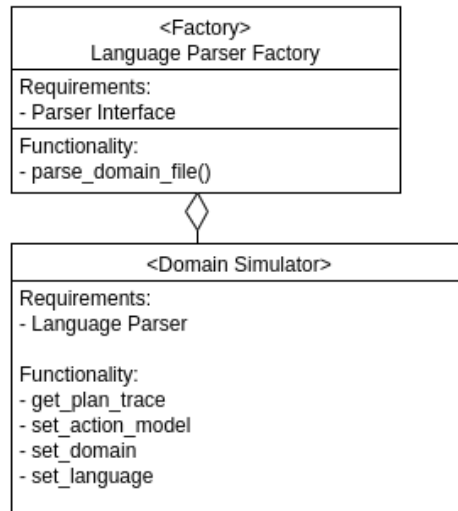 <Factory>
Language Parser Factory
Requirements:
- Parser Interface
Functionality:
- parse_domain_file()
<Domain Simulator>
Requirements:
- Language Parser
Functionality:
- get_plan_trace
- set_action_model
- set_domain
- set_language